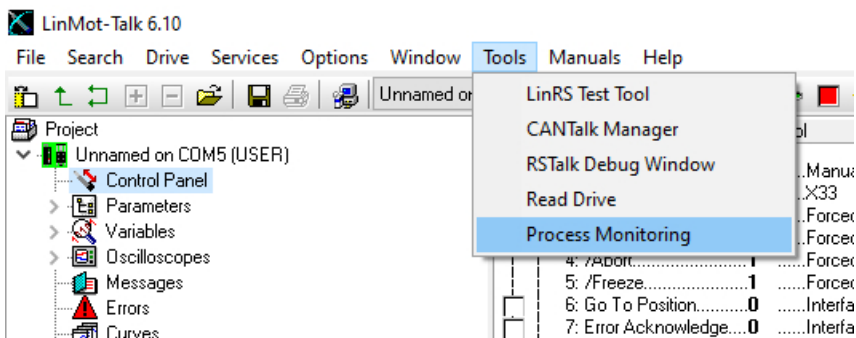 LinMot-Talk 6.10
File Search Drive Services Options Window Tools Manuals Help
Unnamed or
LinRS Test Tool
CANTalk Manager
RSTalk Debug Window
Read Drive
Process Monitoring
Project
Unnamed on COM5 (USER)
Control Panel
Parameters
Variables
Oscilloscopes
Messages
Errors
Curves
ol
...Manua
...X33
......Forced
......Forced
4: /Abort..................1 ......Forced
5: /Freeze................1 ......Forced
6: Go To Position..........0 ......Interfa
7: Error Acknowledge....0 ......Interfa